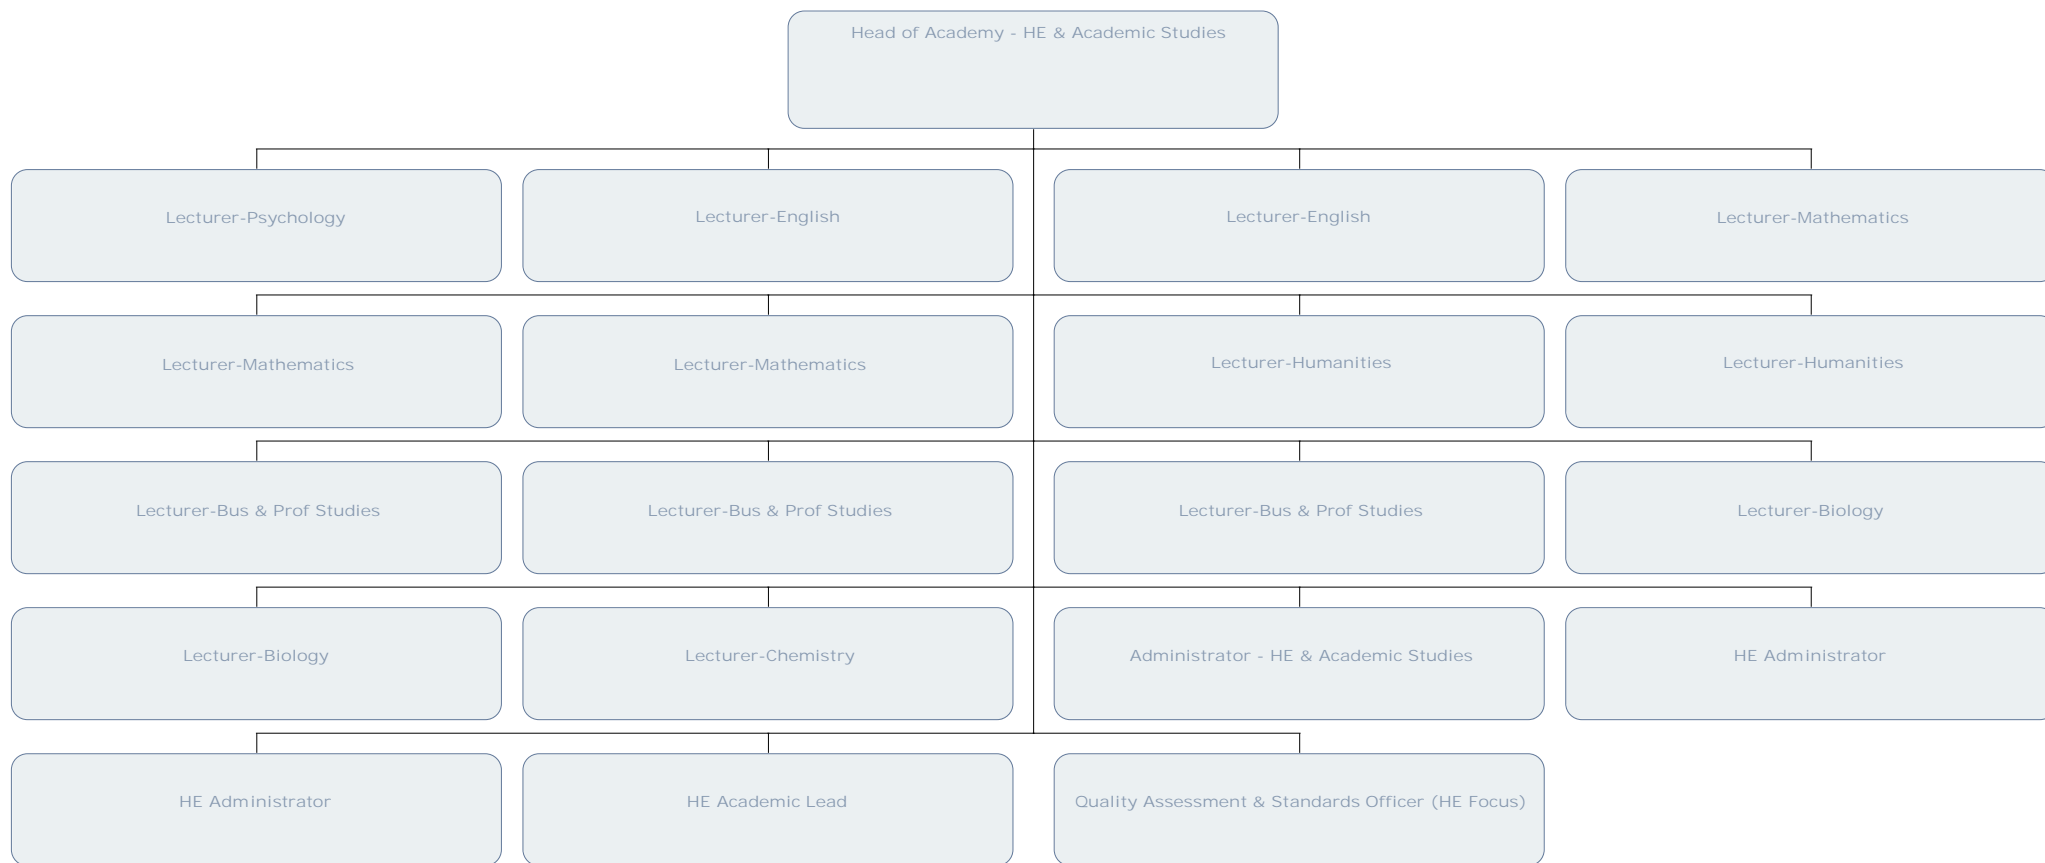 Head of Academy - HE & Academic Studies
Lecturer-Psychology
Lecturer-English
Lecturer-English
Lecturer-Mathematics
Lecturer-Mathematics
Lecturer-Mathematics
Lecturer-Humanities
Lecturer-Humanities
Lecturer-Bus & Prof Studies
Lecturer-Bus & Prof Studies
Lecturer-Bus & Prof Studies
Lecturer-Biology
Lecturer-Biology
Lecturer-Chemistry
Administrator - HE & Academic Studies
HE Administrator
HE Administrator
HE Academic Lead
Quality Assessment & Standards Officer (HE Focus)